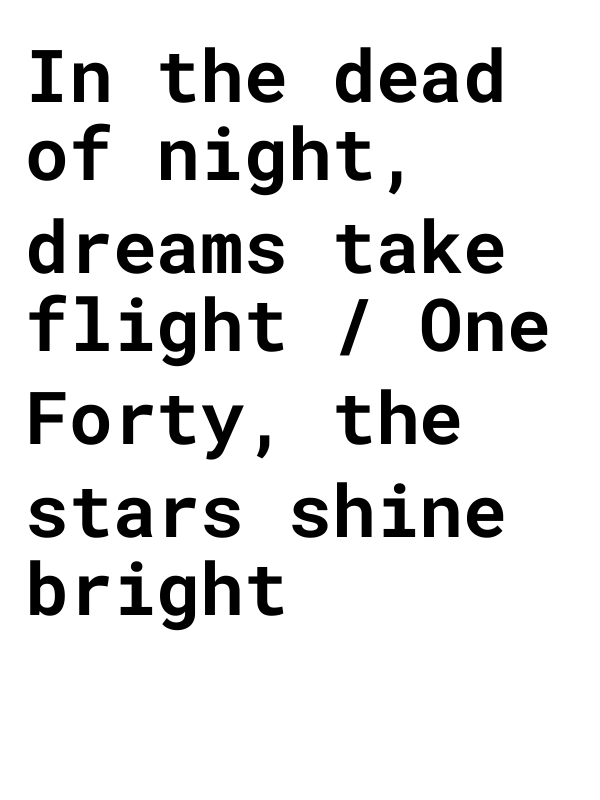 In the dead
of night,
dreams take
flight / One
Forty, the
stars shine
bright